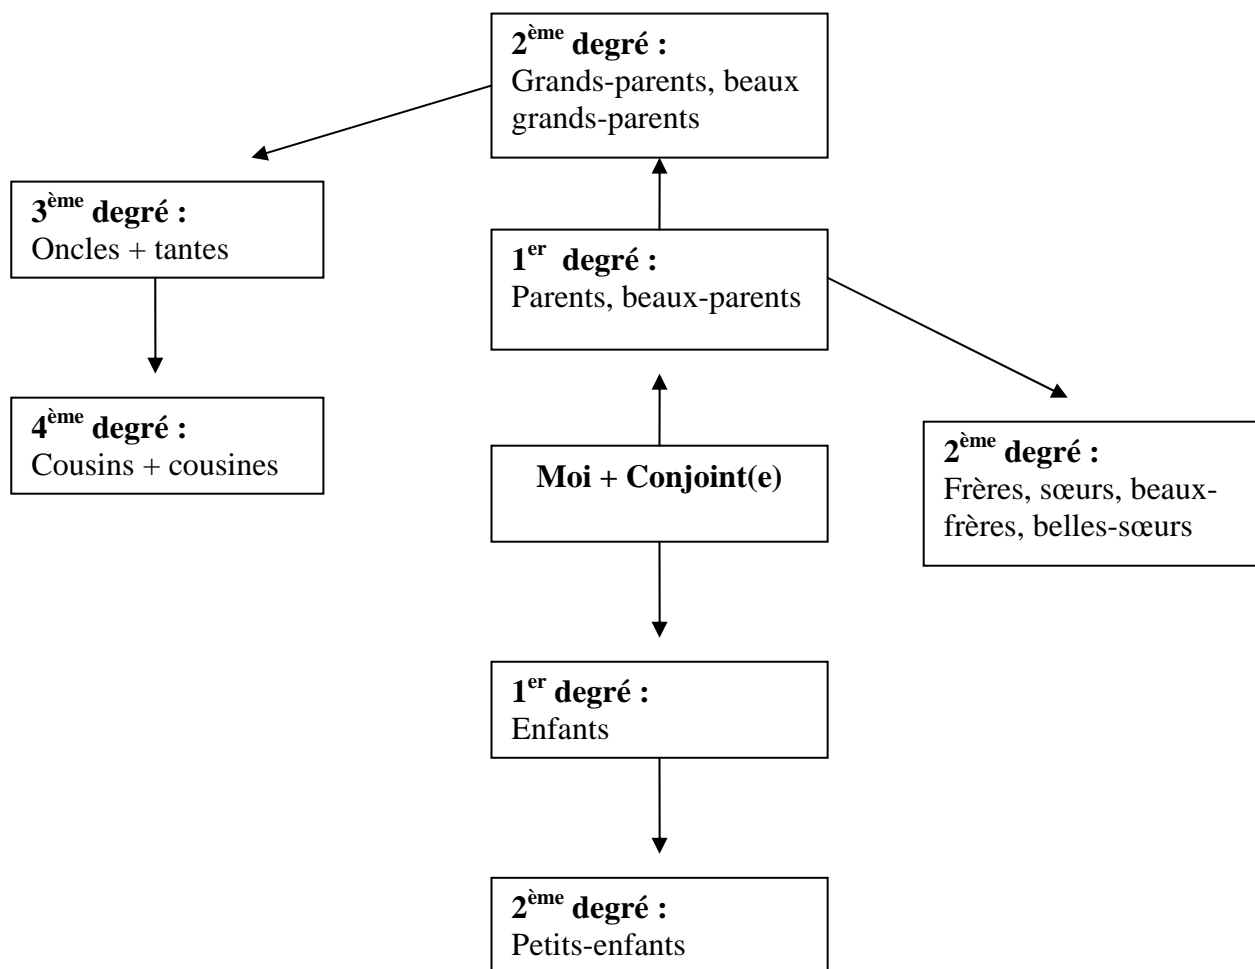 2ème degré :
Grands-parents, beaux
grands-parents
3ème degré :
Oncles + tantes
1er degré :
Parents, beaux-parents
4ème degré :
Cousins + cousines
Moi + Conjoint(e)
2ème degré :
Frères, sœurs, beaux-
frères, belles-sœurs
1er degré :
Enfants
2ème degré :
Petits-enfants